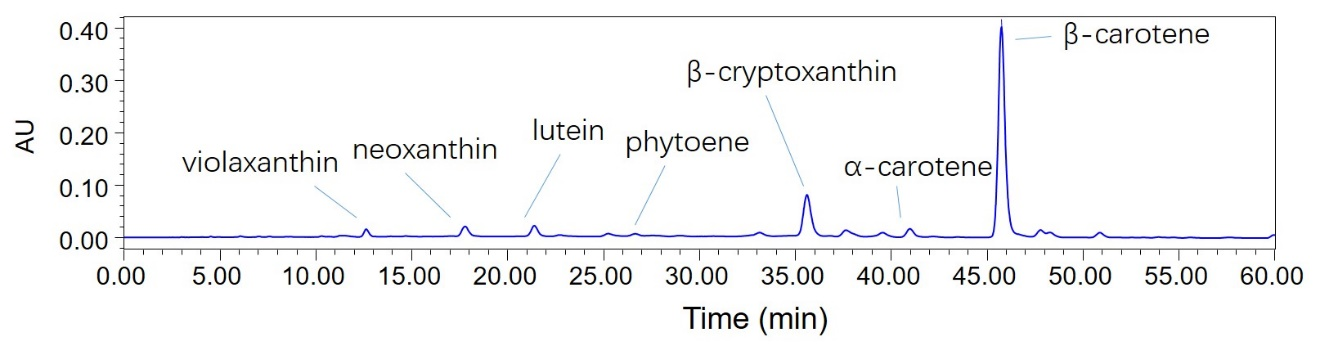 0.40
β-carotene
0.30
β-cryptoxanthin
AU
0.20
lutein
phytoene
violaxanthin
neoxanthin
α-carotene
0.10
0.00
0.00 5.00 10.00 15.00 20.00 25.00 30.00 35.00 40.00 45.00 50.00 55.00 60.00
Time (min)